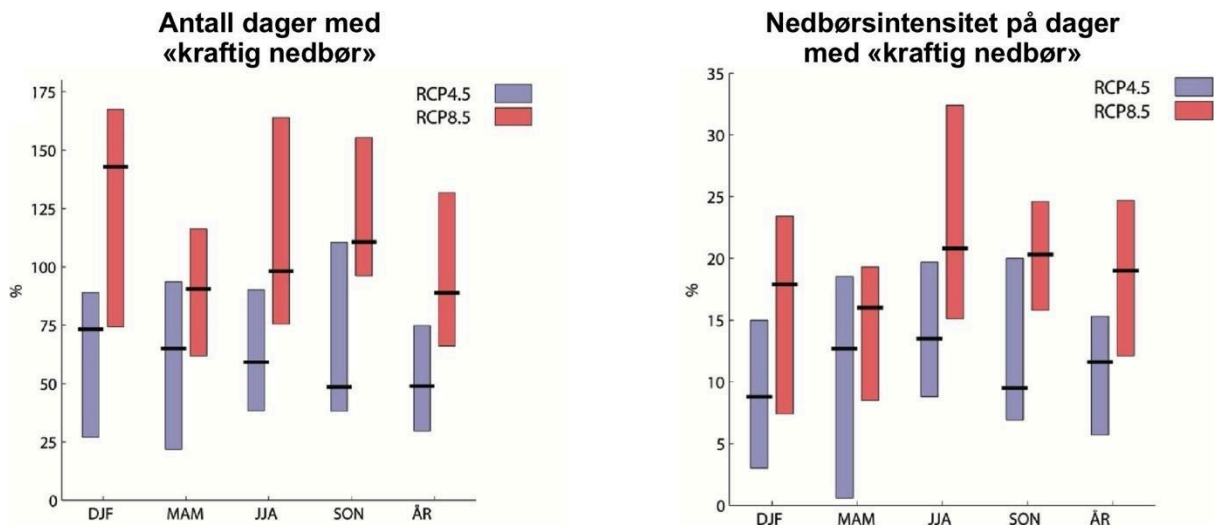 Antall dager med
«kraftig nedbør»
RCP4.5
RCP8.5
175
150
125
100
75
50
25
0
%
DJF
MAM
JJA
SON
ÅR
Nedbørsintensitet på dager
med «kraftig nedbør»
RCP4.5
RCP8.5
35
30
25
20
15
10
5
0
%
DJF
MAM
JJA
SON
ÅR